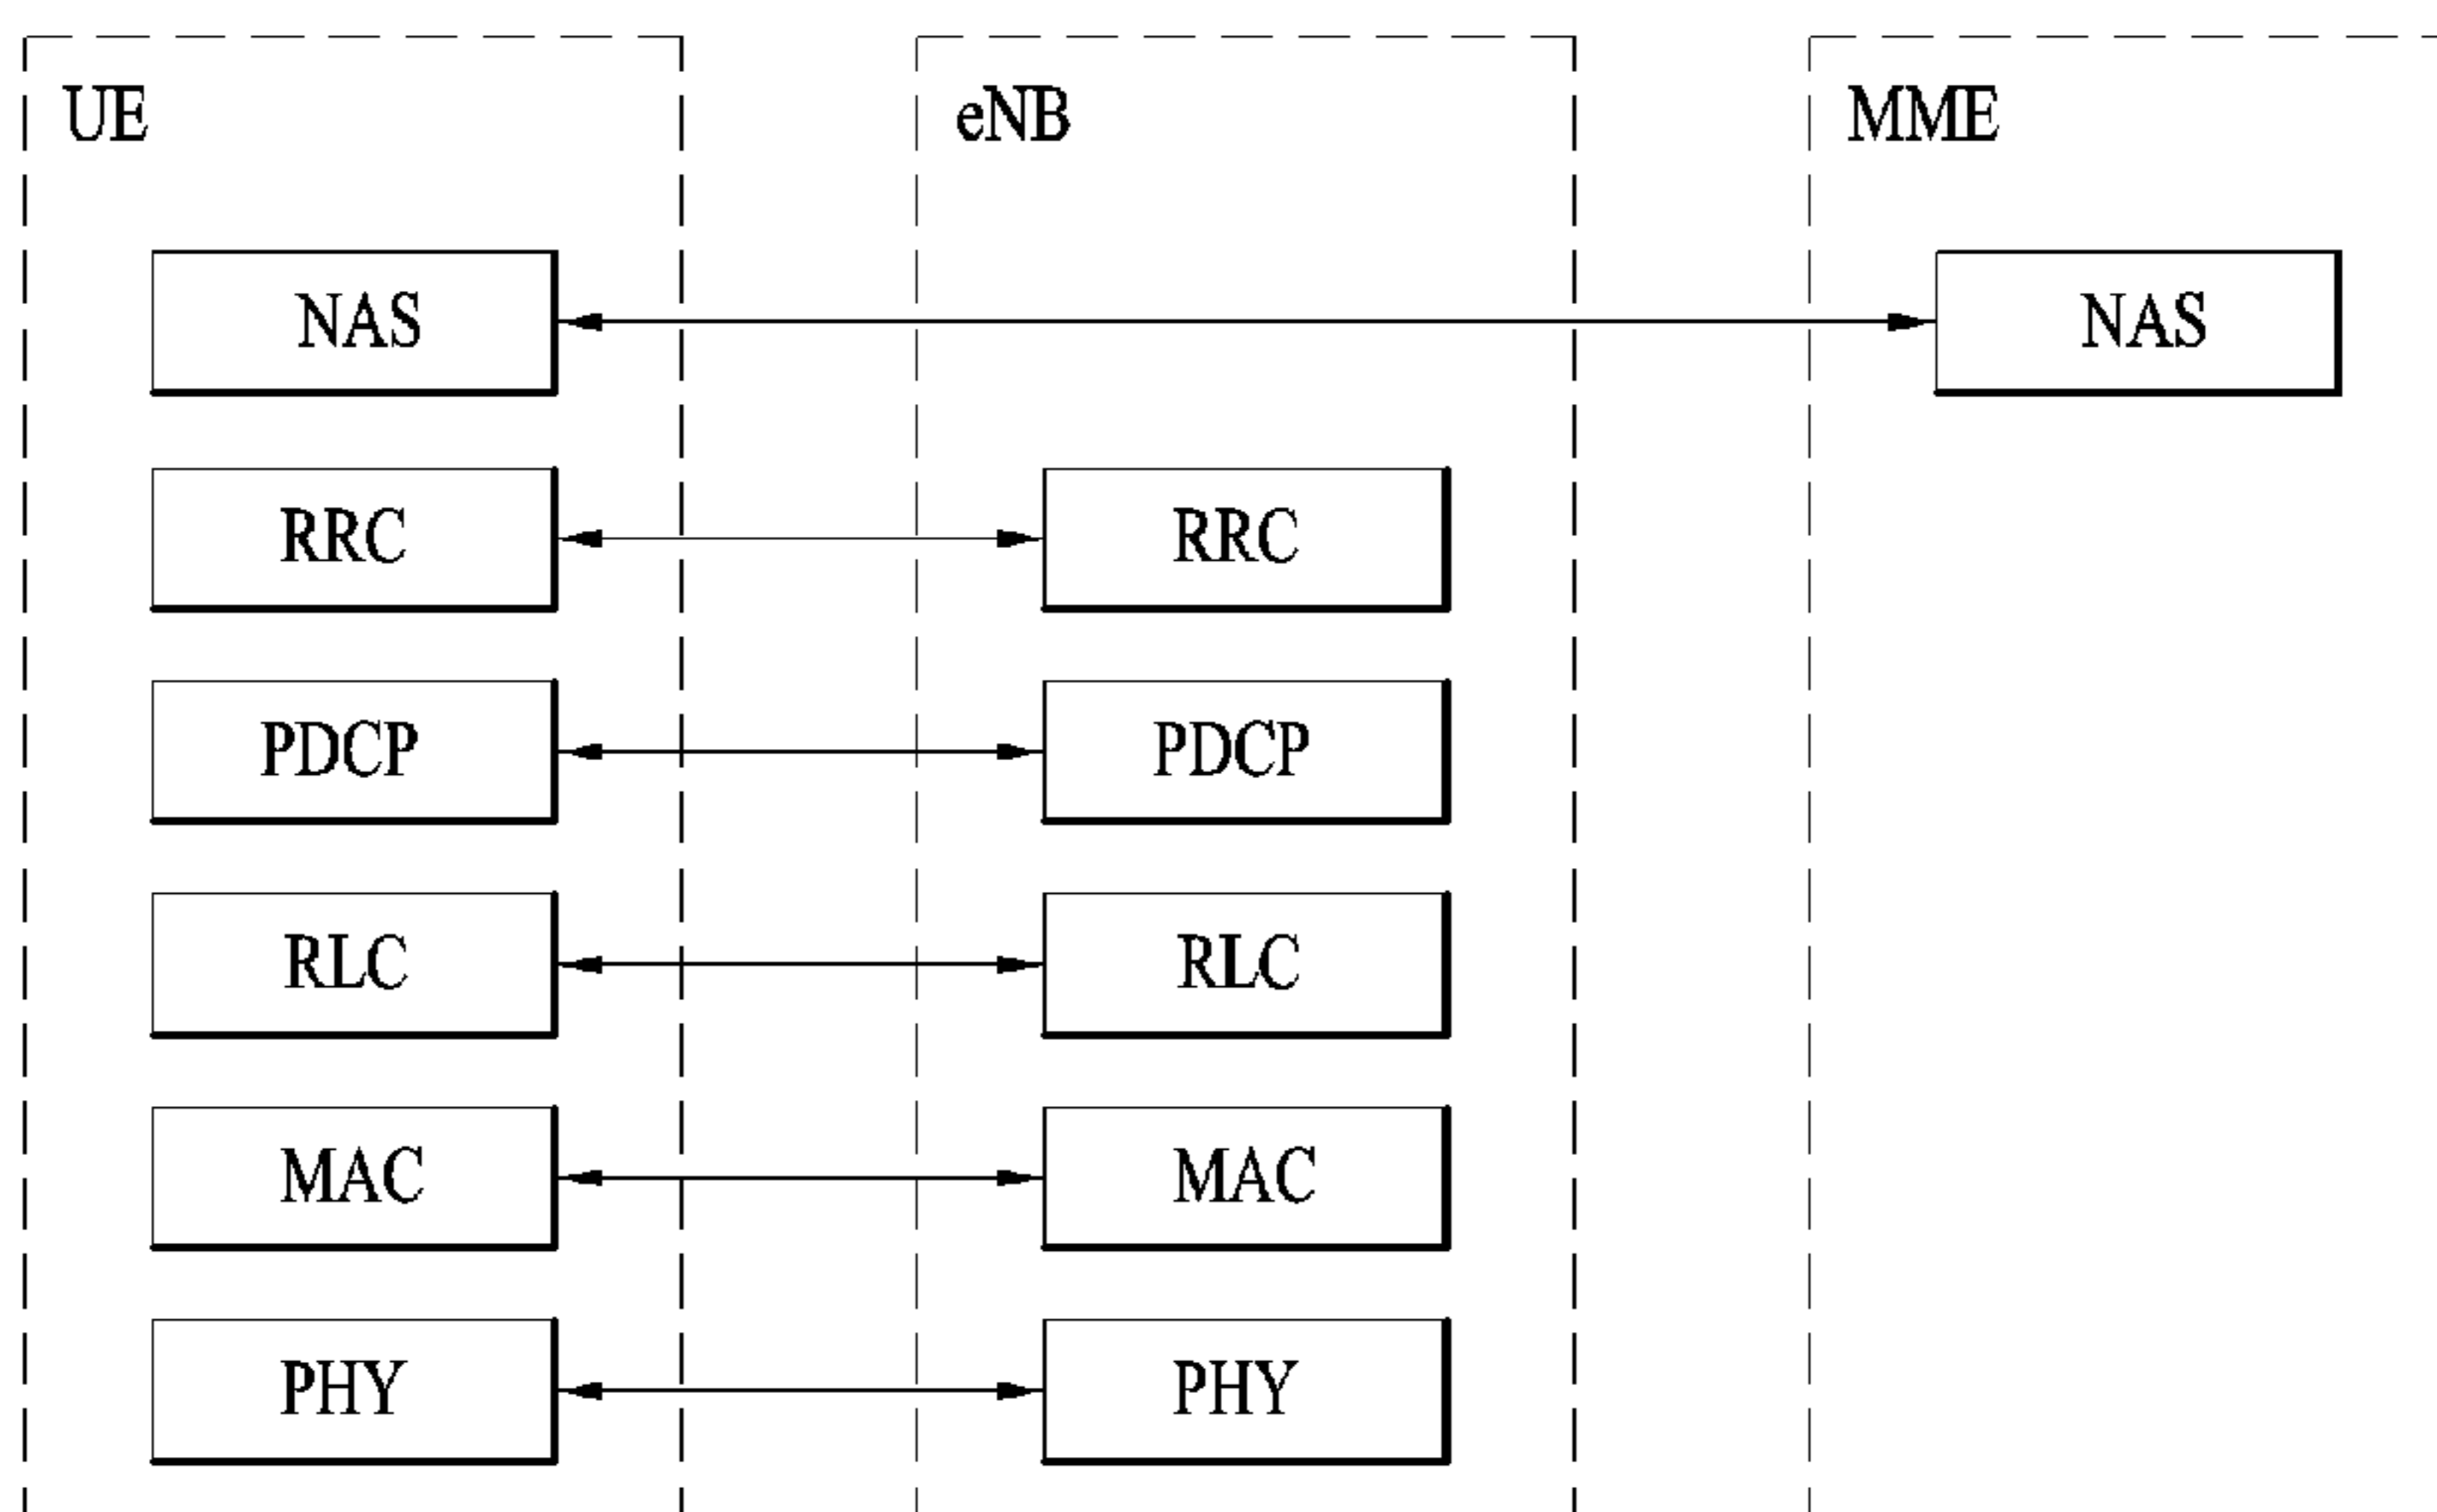 UE eNB MME
NAS NAS
RRC RRC
PDCP PDCP
RLC RLC
MAC MAC
PHY PHY